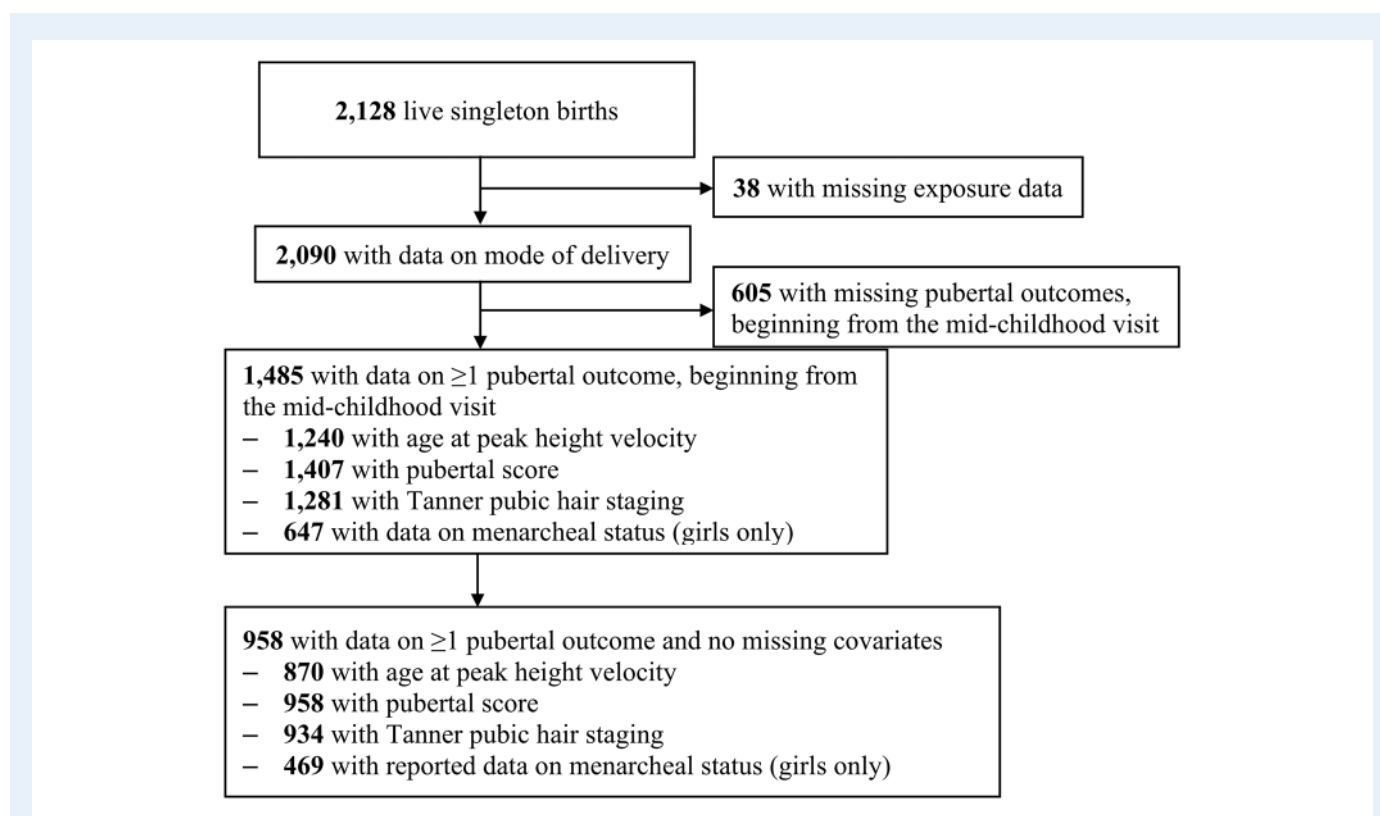 2,128 live singleton births
38 with missing exposure data
2,090 with data on mode of delivery
605 with missing pubertal outcomes,
beginning from the mid-childhood visit
1,485 with data on ≥1 pubertal outcome, beginning from
the mid-childhood visit
– 1,240 with age at peak height velocity
– 1,407 with pubertal score
– 1,281 with Tanner pubic hair staging
– 647 with data on menarcheal status (girls only)
958 with data on ≥1 pubertal outcome and no missing covariates
– 870 with age at peak height velocity
– 958 with pubertal score
– 934 with Tanner pubic hair staging
– 469 with reported data on menarcheal status (girls only)